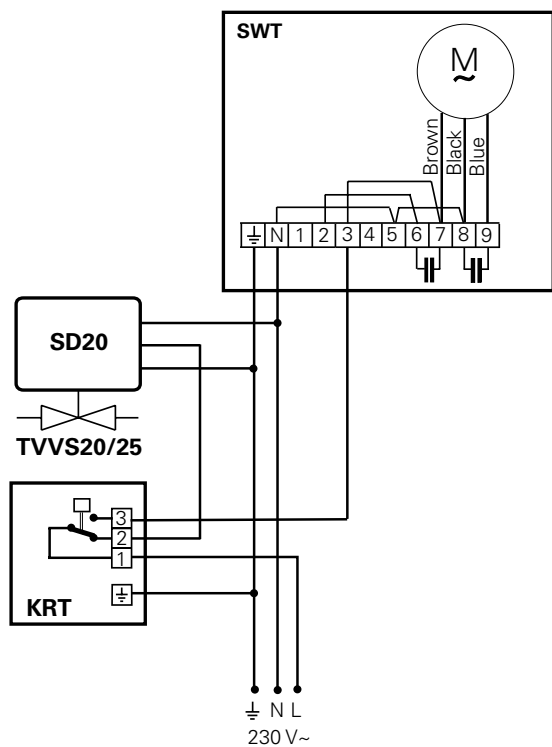 SWT
M
~
Brown
Black
Blue
N 1 2 3 4 5 6 7 8 9
SD20
TVVS20/25
3
2
1
KRT
N L
230 V~